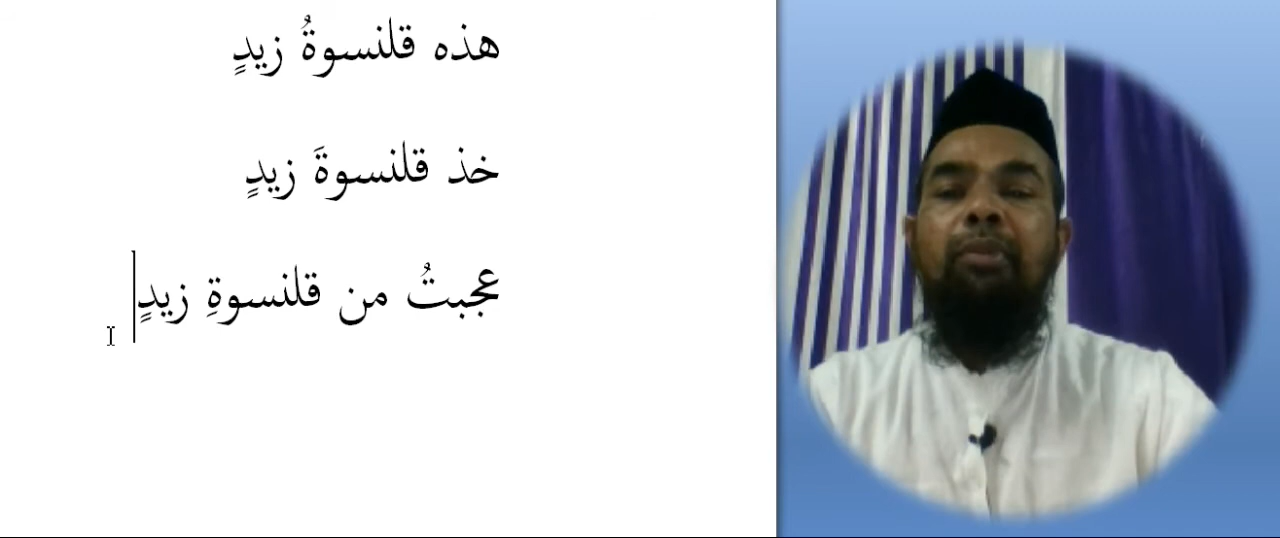 هذه قلنسوةُ زيدٍ
خذ قلنسوةَ زيدٍ
عجبتُ من قلنسوةِ زيدٍ